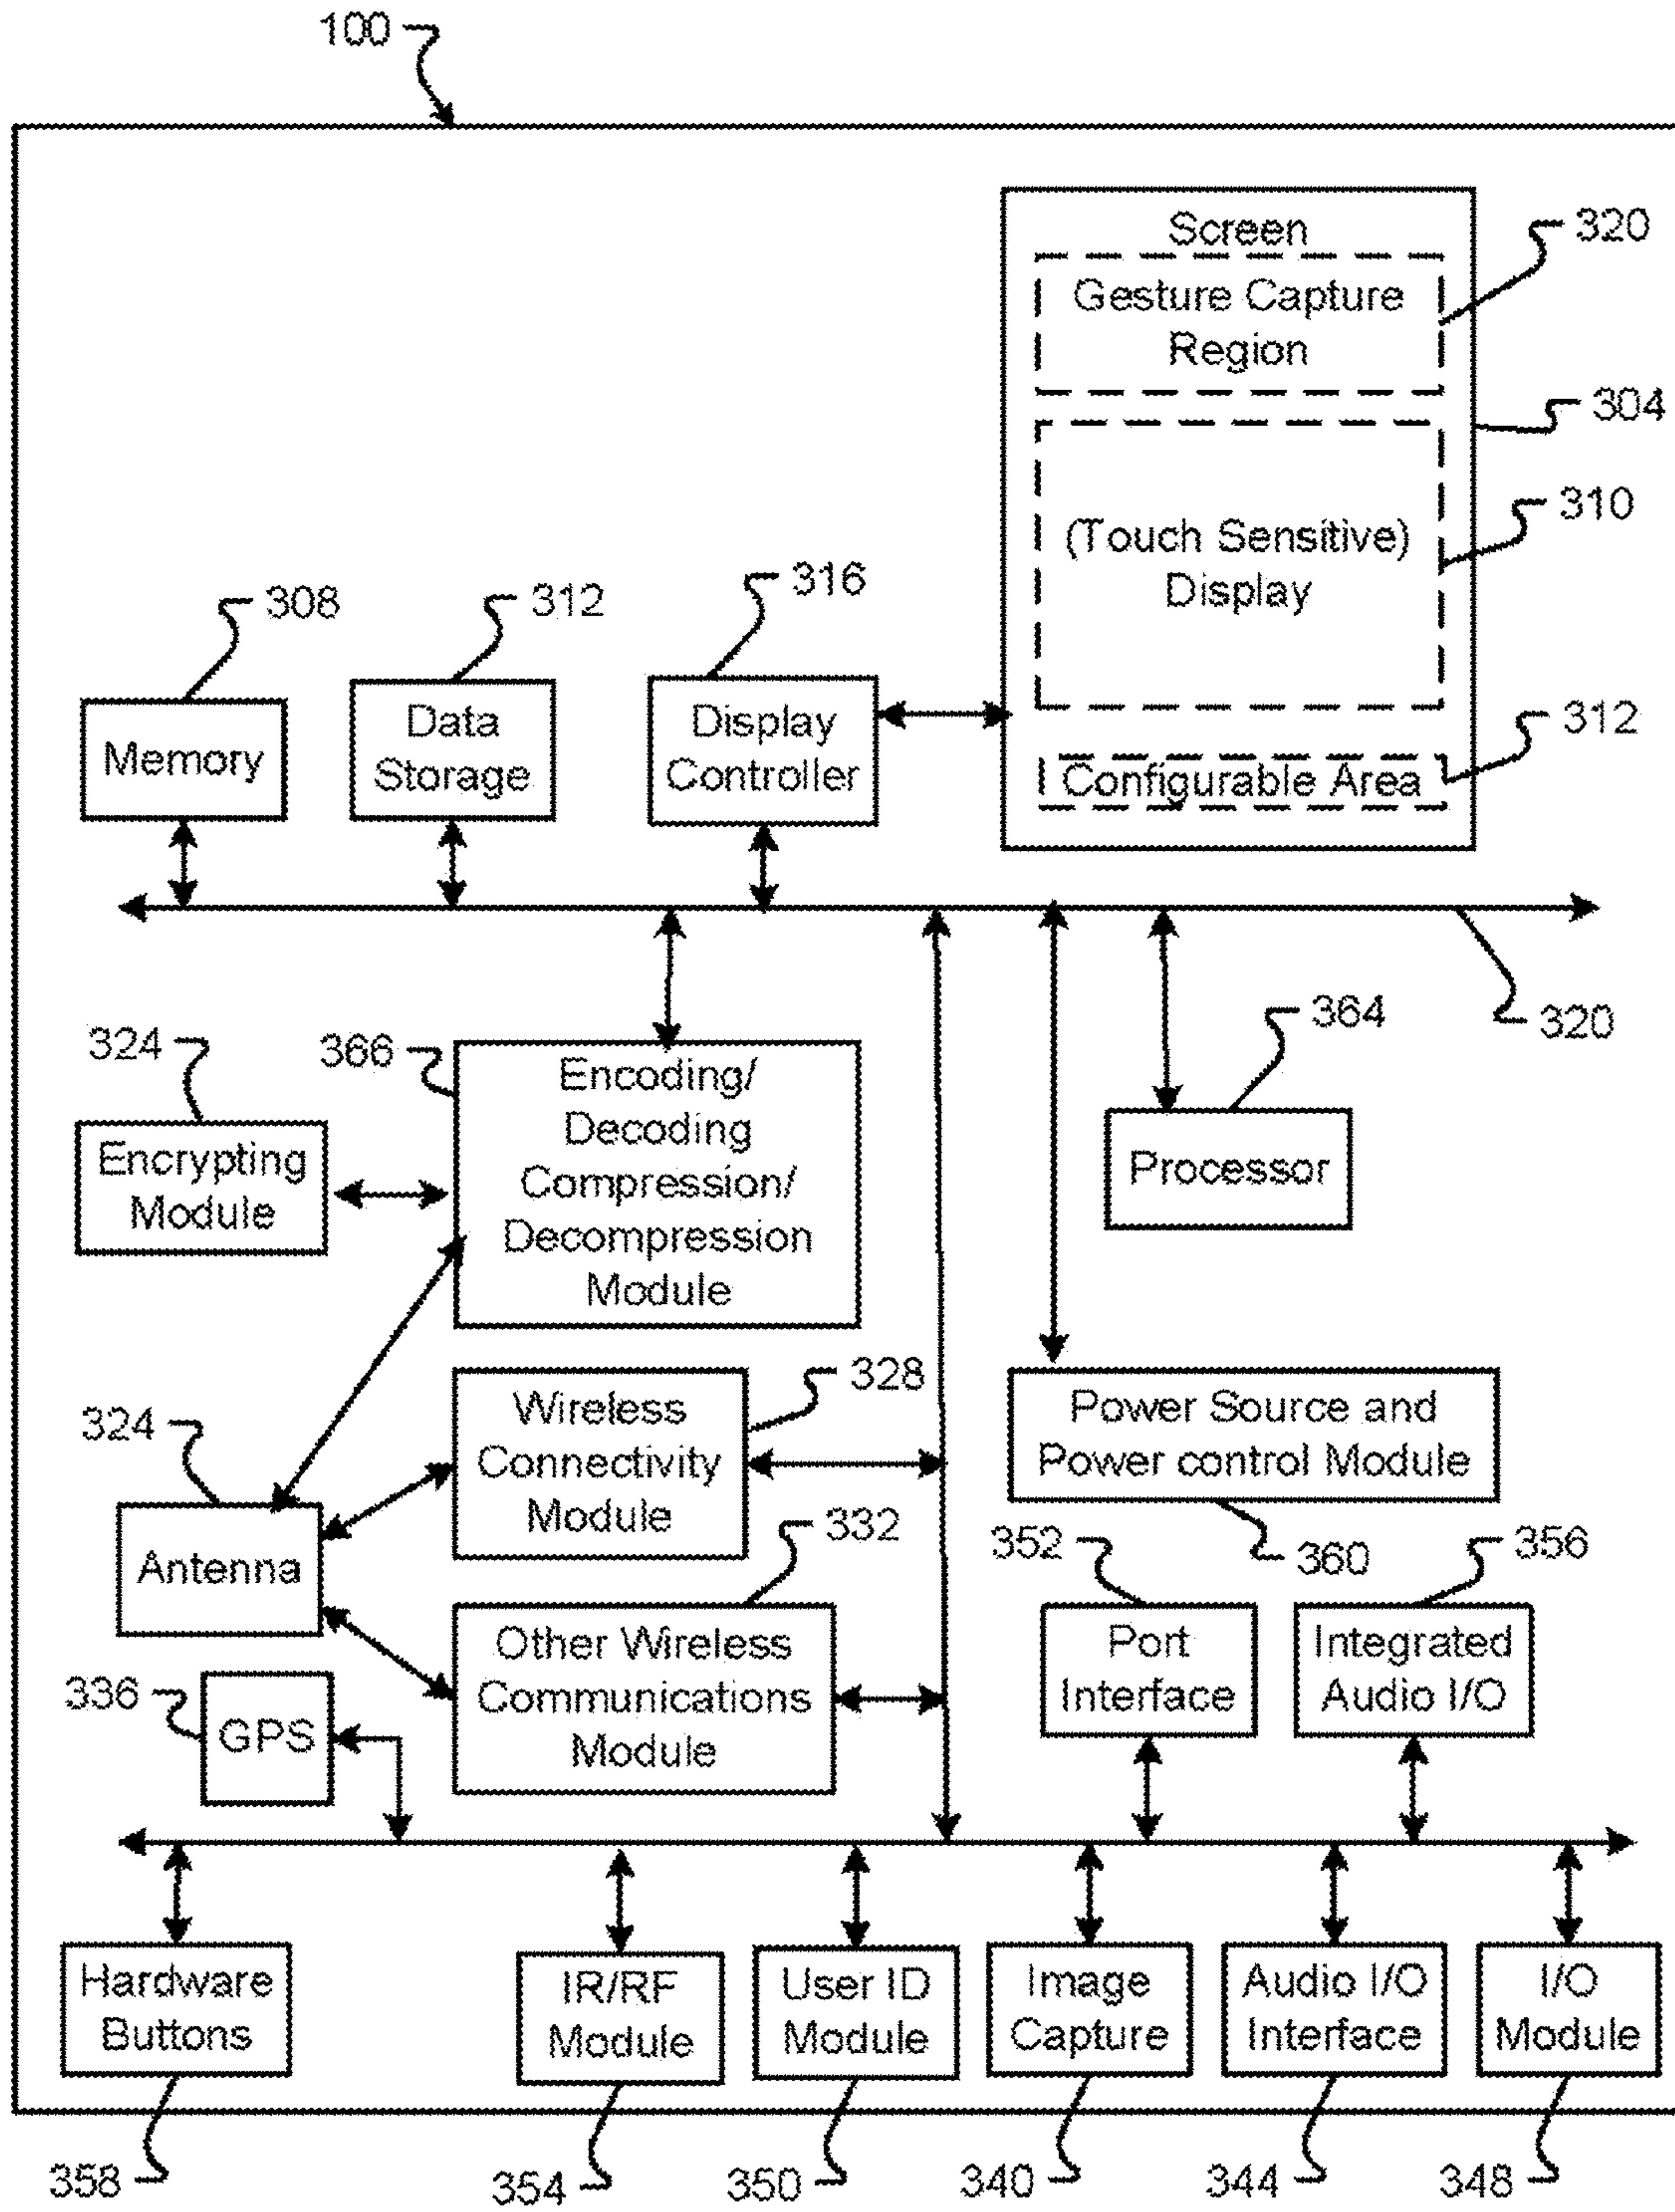 100
Screen
320
Gesture Capture
Region
304
310
(Touch Sensitive)
Display
308
312
316
312
Memory
Data
Storage
Display
Controller
Configurable Area
320
324
366
364
Encrypting
Module
Encoding/
Decoding
Compression/
Decompression
Module
Processor
324
328
Wireless
Connectivity
Module
Power Source and
Power control Module
Antenna
332
352
360
356
Other Wireless
Communications
Module
Port
Interface
Integrated
Audio I/O
336
GPS
Hardware
Buttons
IR/RF
Module
User ID
Module
Image
Capture
Audio I/O
Interface
I/O
Module
358
354
350
340
344
348